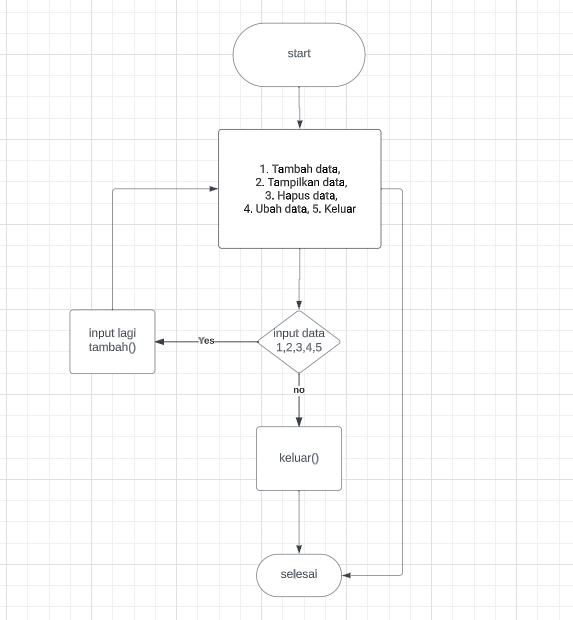 start
1. Tambah data,
2. Tampilkan data,
3. Hapus data,
4. Ubah data, 5. Keluar
input lagi
tambah()
Yes
input data
1,2,3,4,5
no
keluar()
selesai